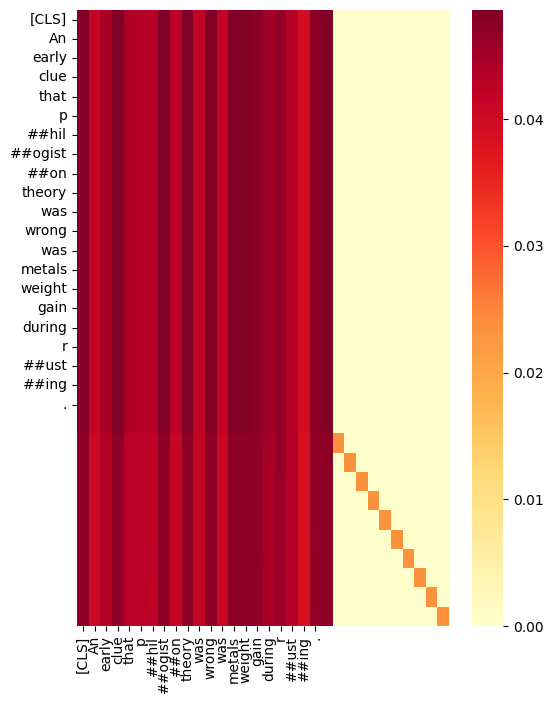 [CLS]
An
early
clue
that
p
##hil
##ogist
##on
theory
was
wrong
was
metals
weight
gain
during
r
##ust
##ing
.
0.04
0.03
0.02
0.01
0.00
[CLS]
An
early
clue
that
p
##hil
##ogist
##on
theory
was
wrong
was
metals
weight
gain
during
r
##ust
##ing
.